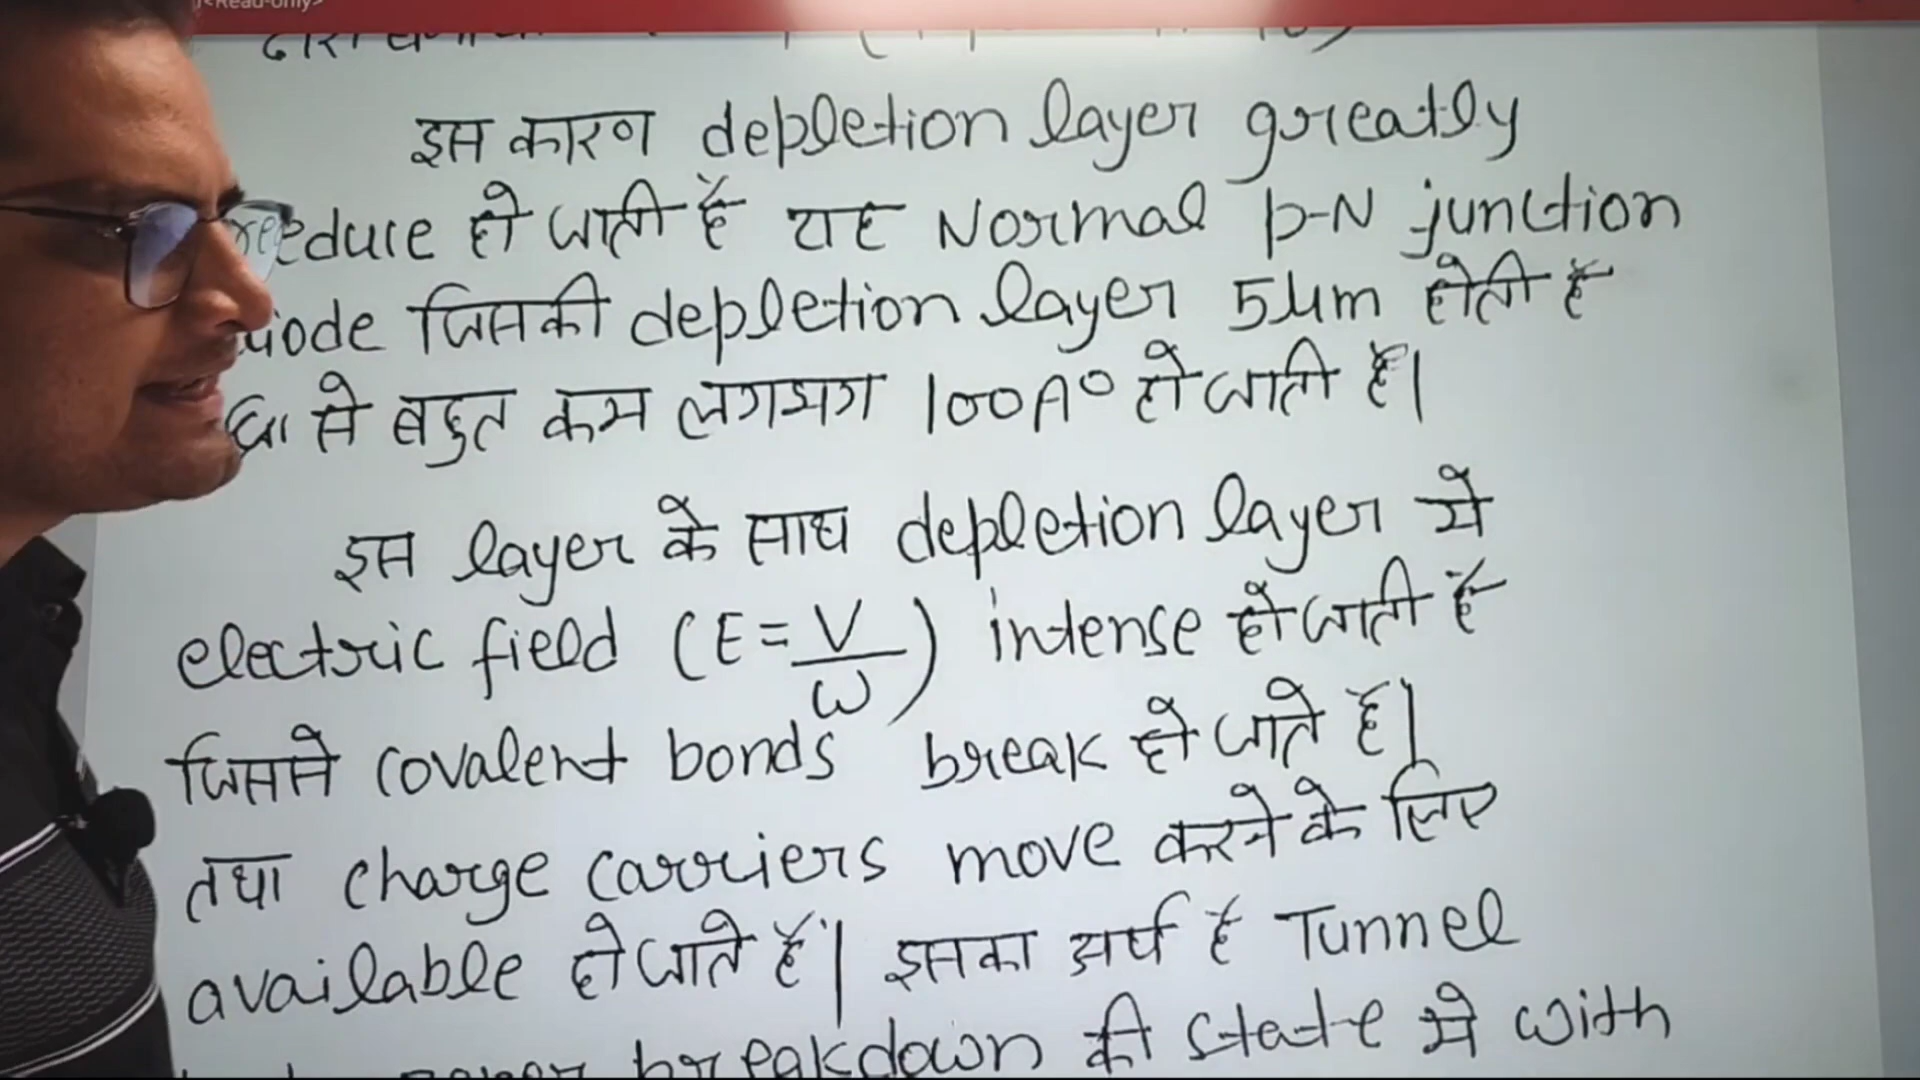 <Read-only>
इस कारण depletion layer greatly
reduce हो जाती है यह Normal P-N junction
diode जिसकी depletion layer 5μm होती है
से बहुत कम लगभग 100A° हो जाती है।
इस layer के साथ depletion layer मे
electric field (E = V/ω) intense हो जाती है
जिससे covalent bonds break हो जाते है।
तथा charge carriers move करने के लिए
available हो जाते है। इसका अर्थ है Tunnel
breakdown की state मे with